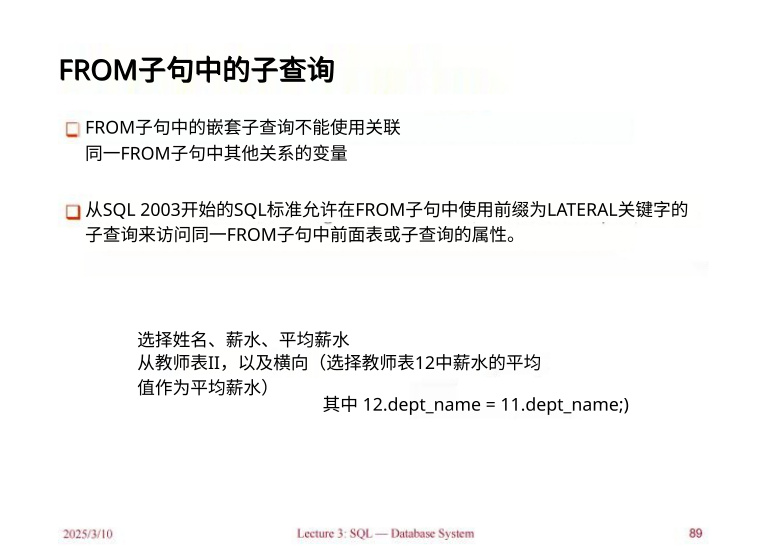 FROM子句中的子查询
FROM子句中的嵌套子查询不能使用关联
同一FROM子句中其他关系的变量
从SQL 2003开始的SQL标准允许在FROM子句中使用前缀为LATERAL关键字的
子查询来访问同一FROM子句中前面表或子查询的属性。
选择姓名、薪水、平均薪水
从教师表II，以及横向（选择教师表12中薪水的平均
值作为平均薪水）
其中 12.dept_name = 11.dept_name;)
2025/3/10 Lecture 3: SQL — Database System 89